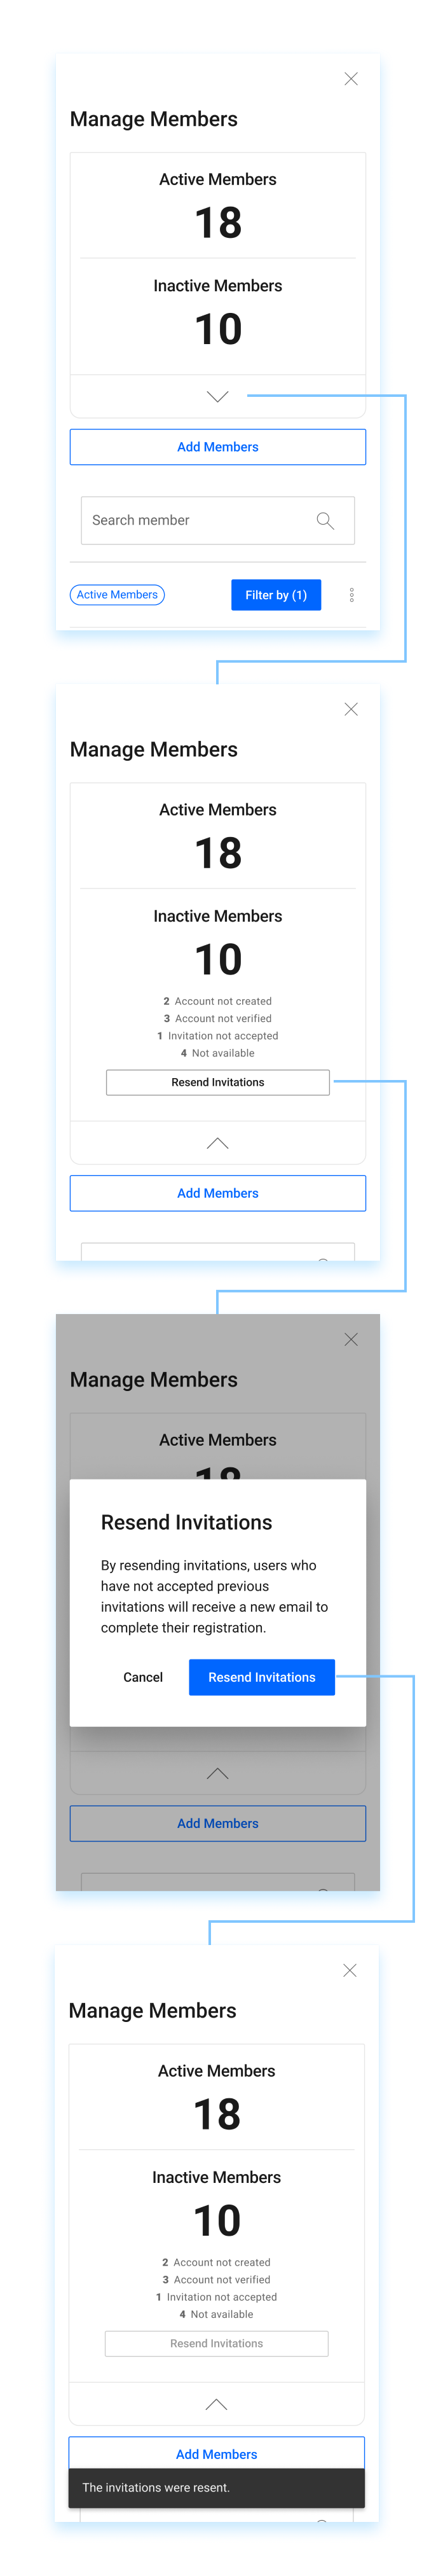 Manage Members
Active Members
18
Inactive Members
10
Add Members
Search member
Active Members
Filter by (1)
Manage Members
Active Members
18
Inactive Members
10
2 Account not created
3 Account not verified
1 Invitation not accepted
4 Not available
Resend Invitations
Add Members
Manage Members
Active Members
18
Resend Invitations
By resending invitations, users who
have not accepted previous
invitations will receive a new email to
complete their registration.
Cancel
Resend Invitations
Add Members
Manage Members
Active Members
18
Inactive Members
10
2 Account not created
3 Account not verified
1 Invitation not accepted
4 Not available
Resend Invitations
Add Members
The invitations were resent.